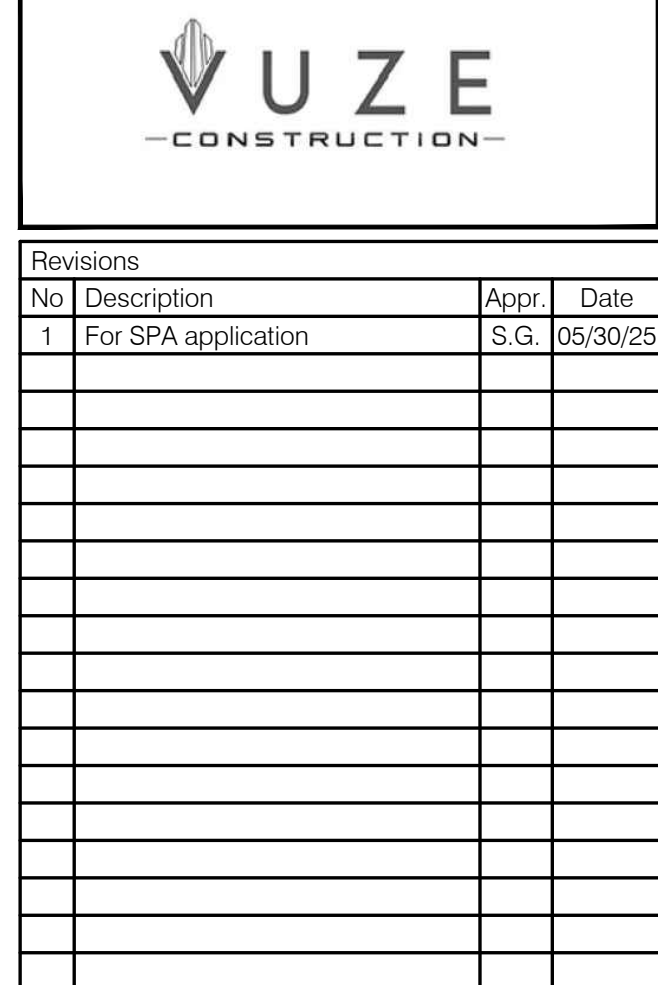 VUZE
-CONSTRUCTION-
Revisions
No Description Appr. Date
1 For SPA application S.G. 05/30/25